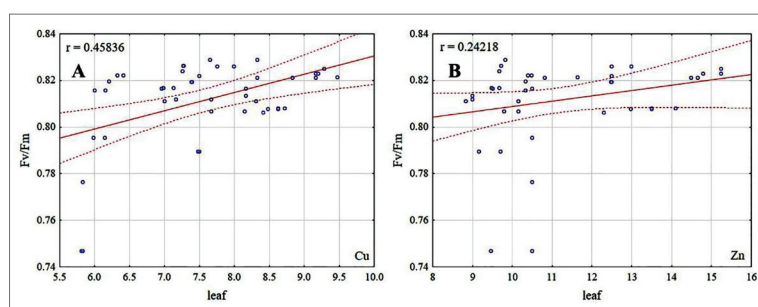 r = 0.45836
A
Fv/Fm
0.84
0.82
0.80
0.78
0.76
0.74
5.5 6.0 6.5 7.0 7.5 8.0 8.5 9.0 9.5 10.0
Cu
leaf
r = 0.24218
B
Fv/Fm
0.84
0.82
0.80
0.78
0.76
0.74
8 9 10 11 12 13 14 15 16
Zn
leaf